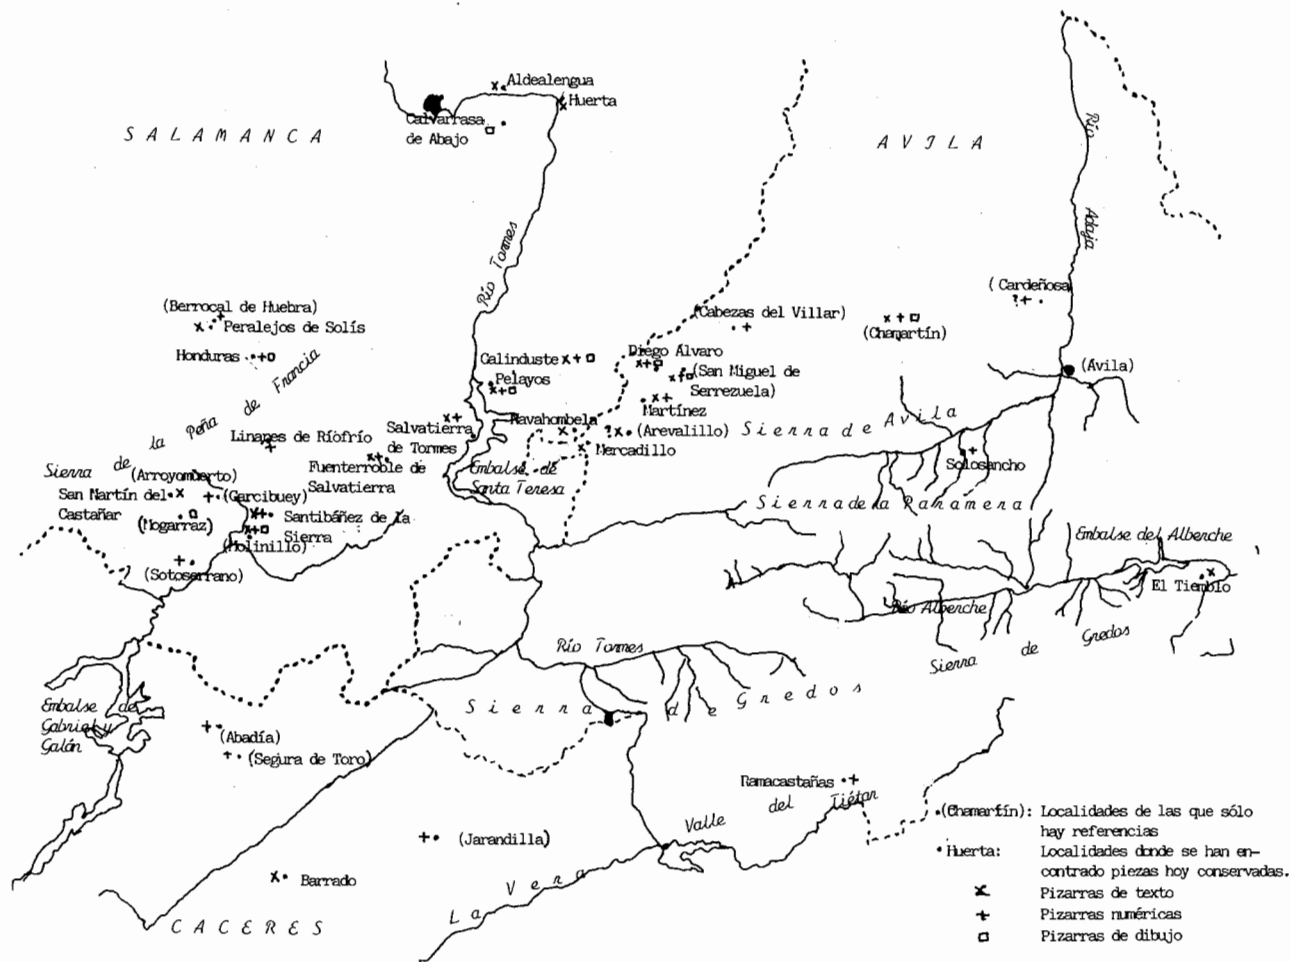 Aldealengua
Huerta
Calvarrasa
de Abajo
SALAMANCA
AVILA
Río Adaja
Río Tormes
(Cardeñosa)
(Berrocal de Huebra)
Peralejos de Solís
(Cabezas del Villar)
(Chamartín)
Honduras
Galinduste
Diego Alvaro
(San Miguel de
Serrezuela)
(Avila)
Pelayos
Martínez
Navahombela
(Arevalillo)
Mercadillo
Sierra de Avila
Sierra de la Peña de Francia
Linares de Ríofrío
Salvatierra
de Tormes
Fuenterroble de
Salvatierra
Embalse de
Santa Teresa
Solosancho
Sierra de la Paramera
(Arroyomuerto)
San Martín del
Castañar
(Garcibuey)
(Mogarraz)
Santibáñez de la
Sierra
(Molinillo)
(Sotoserrano)
Embalse del Alberche
El Tiemblo
Río Alberche
Sierra de Gredos
Río Tormes
Sierra de Gredos
Embalse de
Gabriel y
Galán
(Abadía)
(Segura de Toro)
Ramacastañas
Valle del Tiétar
(Jarandilla)
Barrado
La Vera
CACERES
(Chamartín): Localidades de las que sólo
hay referencias
Huerta: Localidades donde se han en-
contrado piezas hoy conservadas.
x Pizarras de texto
+ Pizarras numéricas
□ Pizarras de dibujo